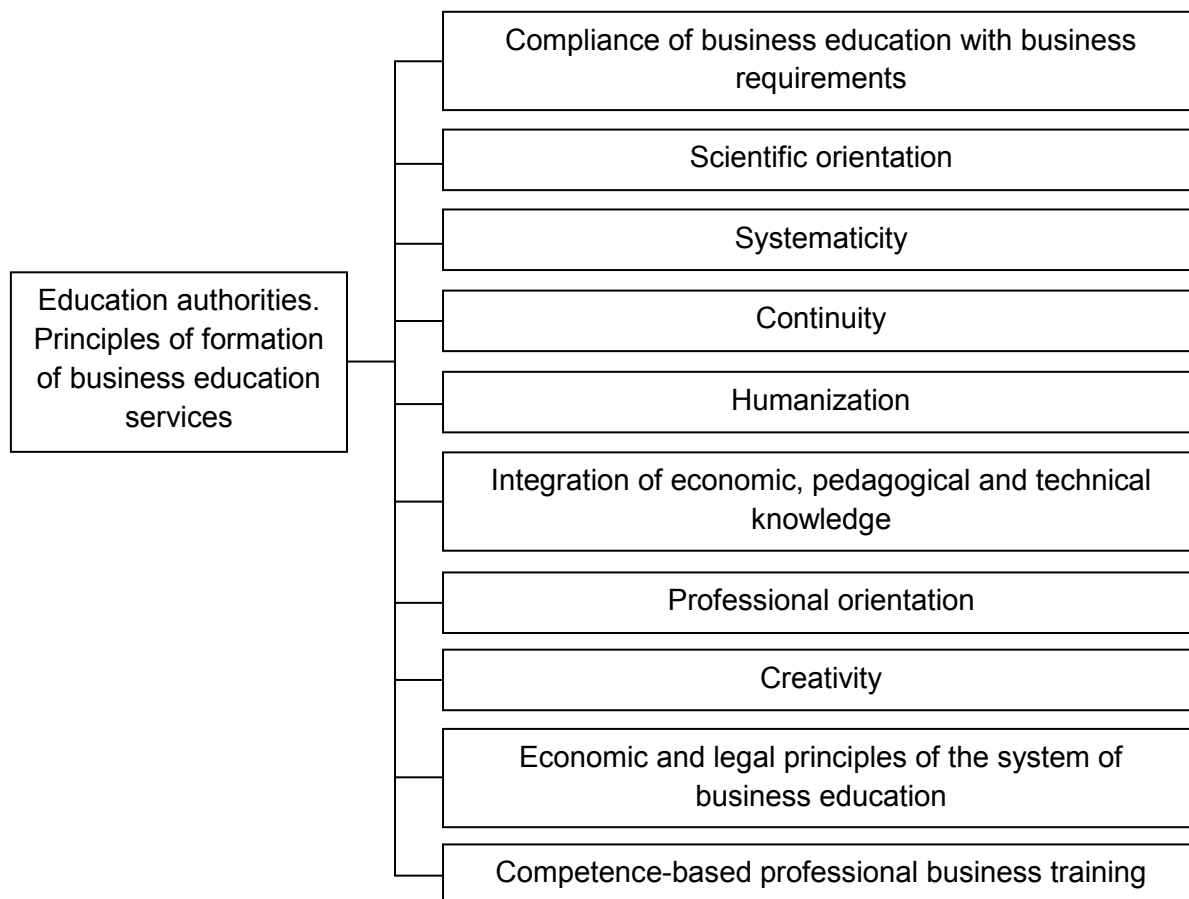 Compliance of business education with business
requirements
Scientific orientation
Systematicity
Continuity
Education authorities.
Principles of formation
of business education
services
Humanization
Integration of economic, pedagogical and technical
knowledge
Professional orientation
Creativity
Economic and legal principles of the system of
business education
Competence-based professional business training